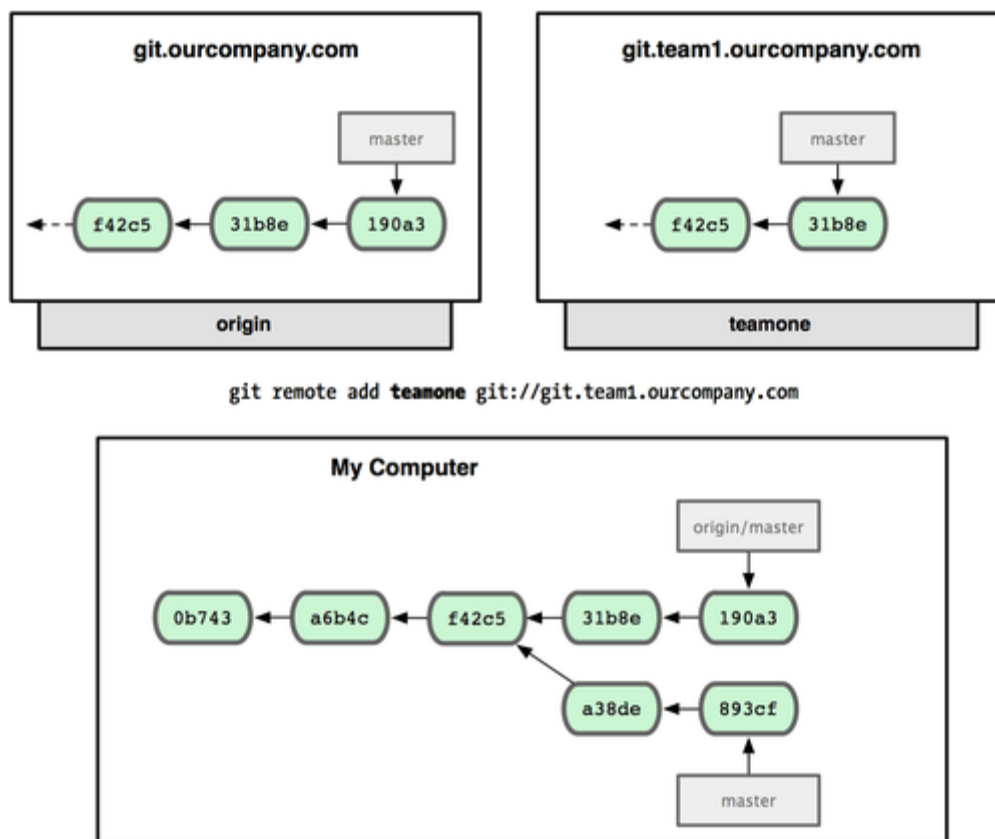 git.ourcompany.com
master
f42c5
31b8e
190a3
origin
git.team1.ourcompany.com
master
f42c5
31b8e
teamone
git remote add teamone git://git.team1.ourcompany.com
My Computer
origin/master
0b743
a6b4c
f42c5
31b8e
190a3
a38de
893cf
master